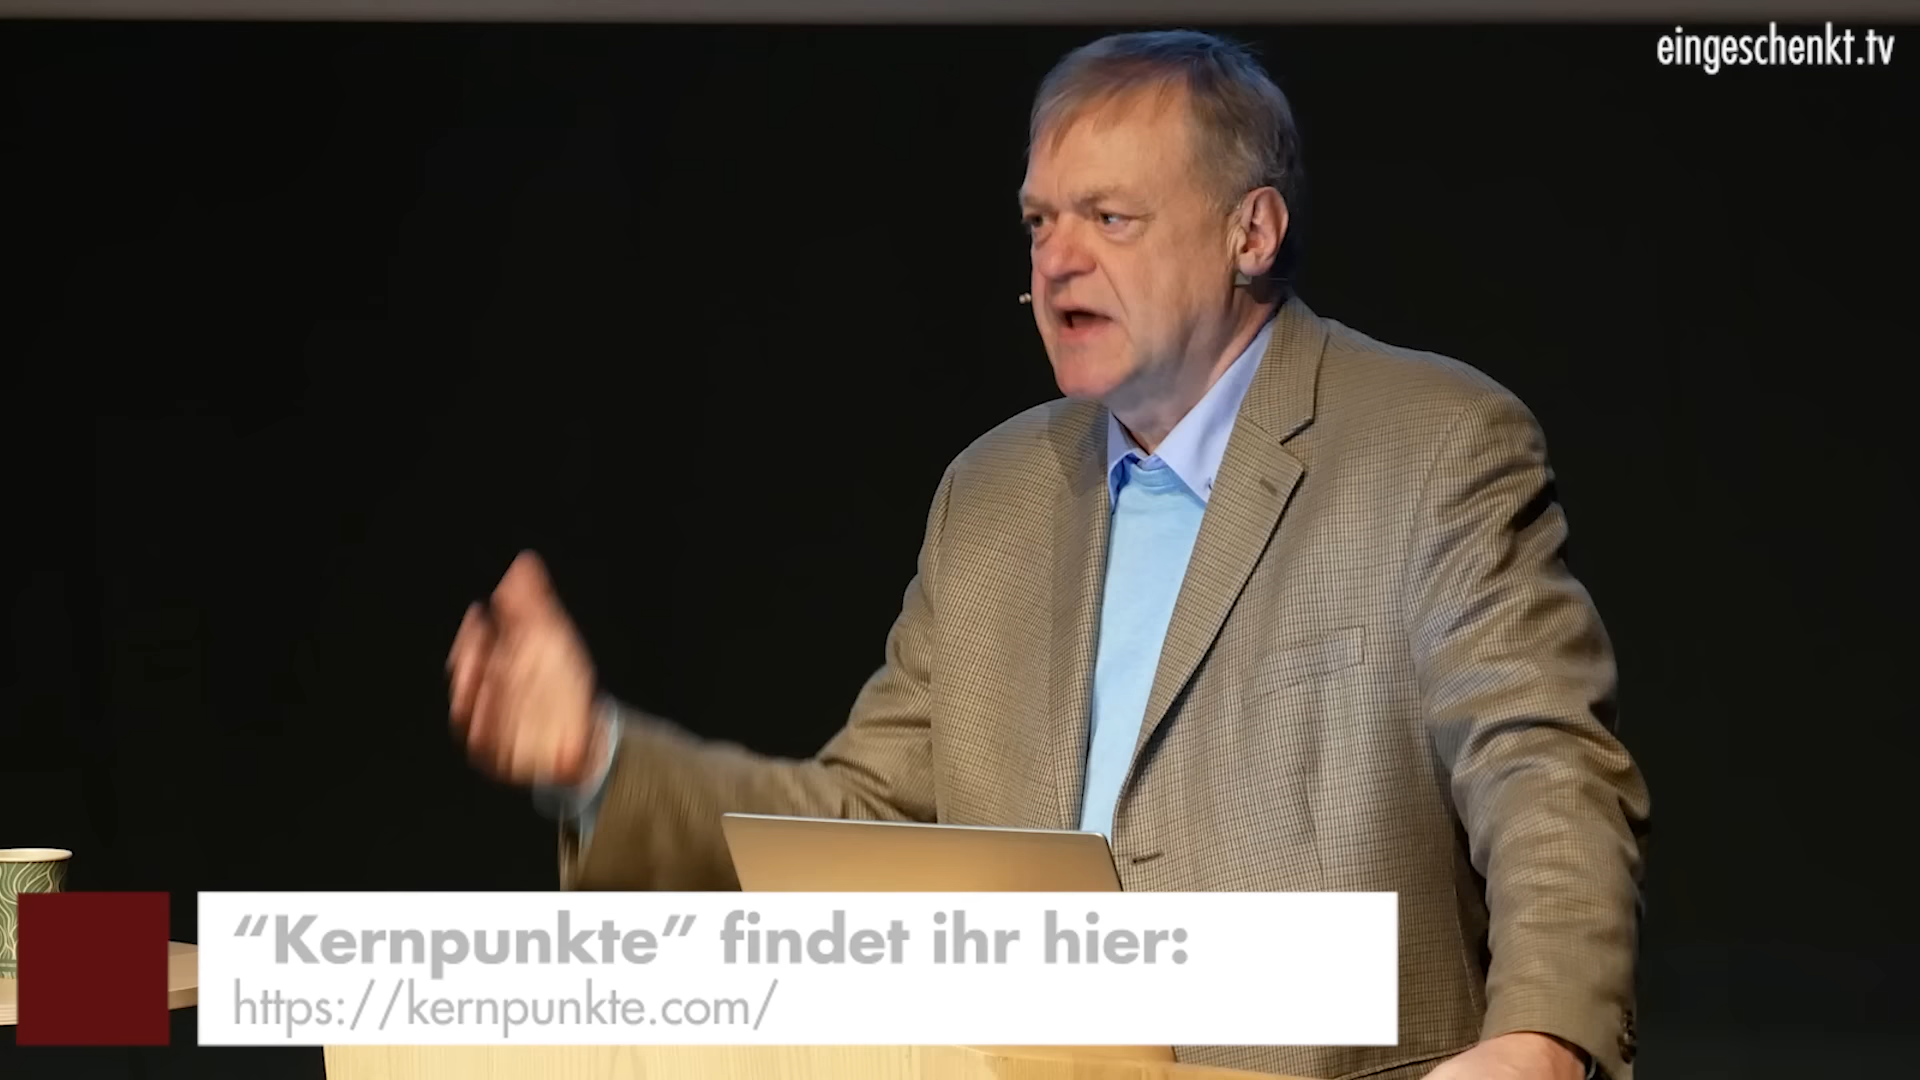 eingeschenkt.tv
“Kernpunkte” findet ihr hier:
https://kernpunkte.com/